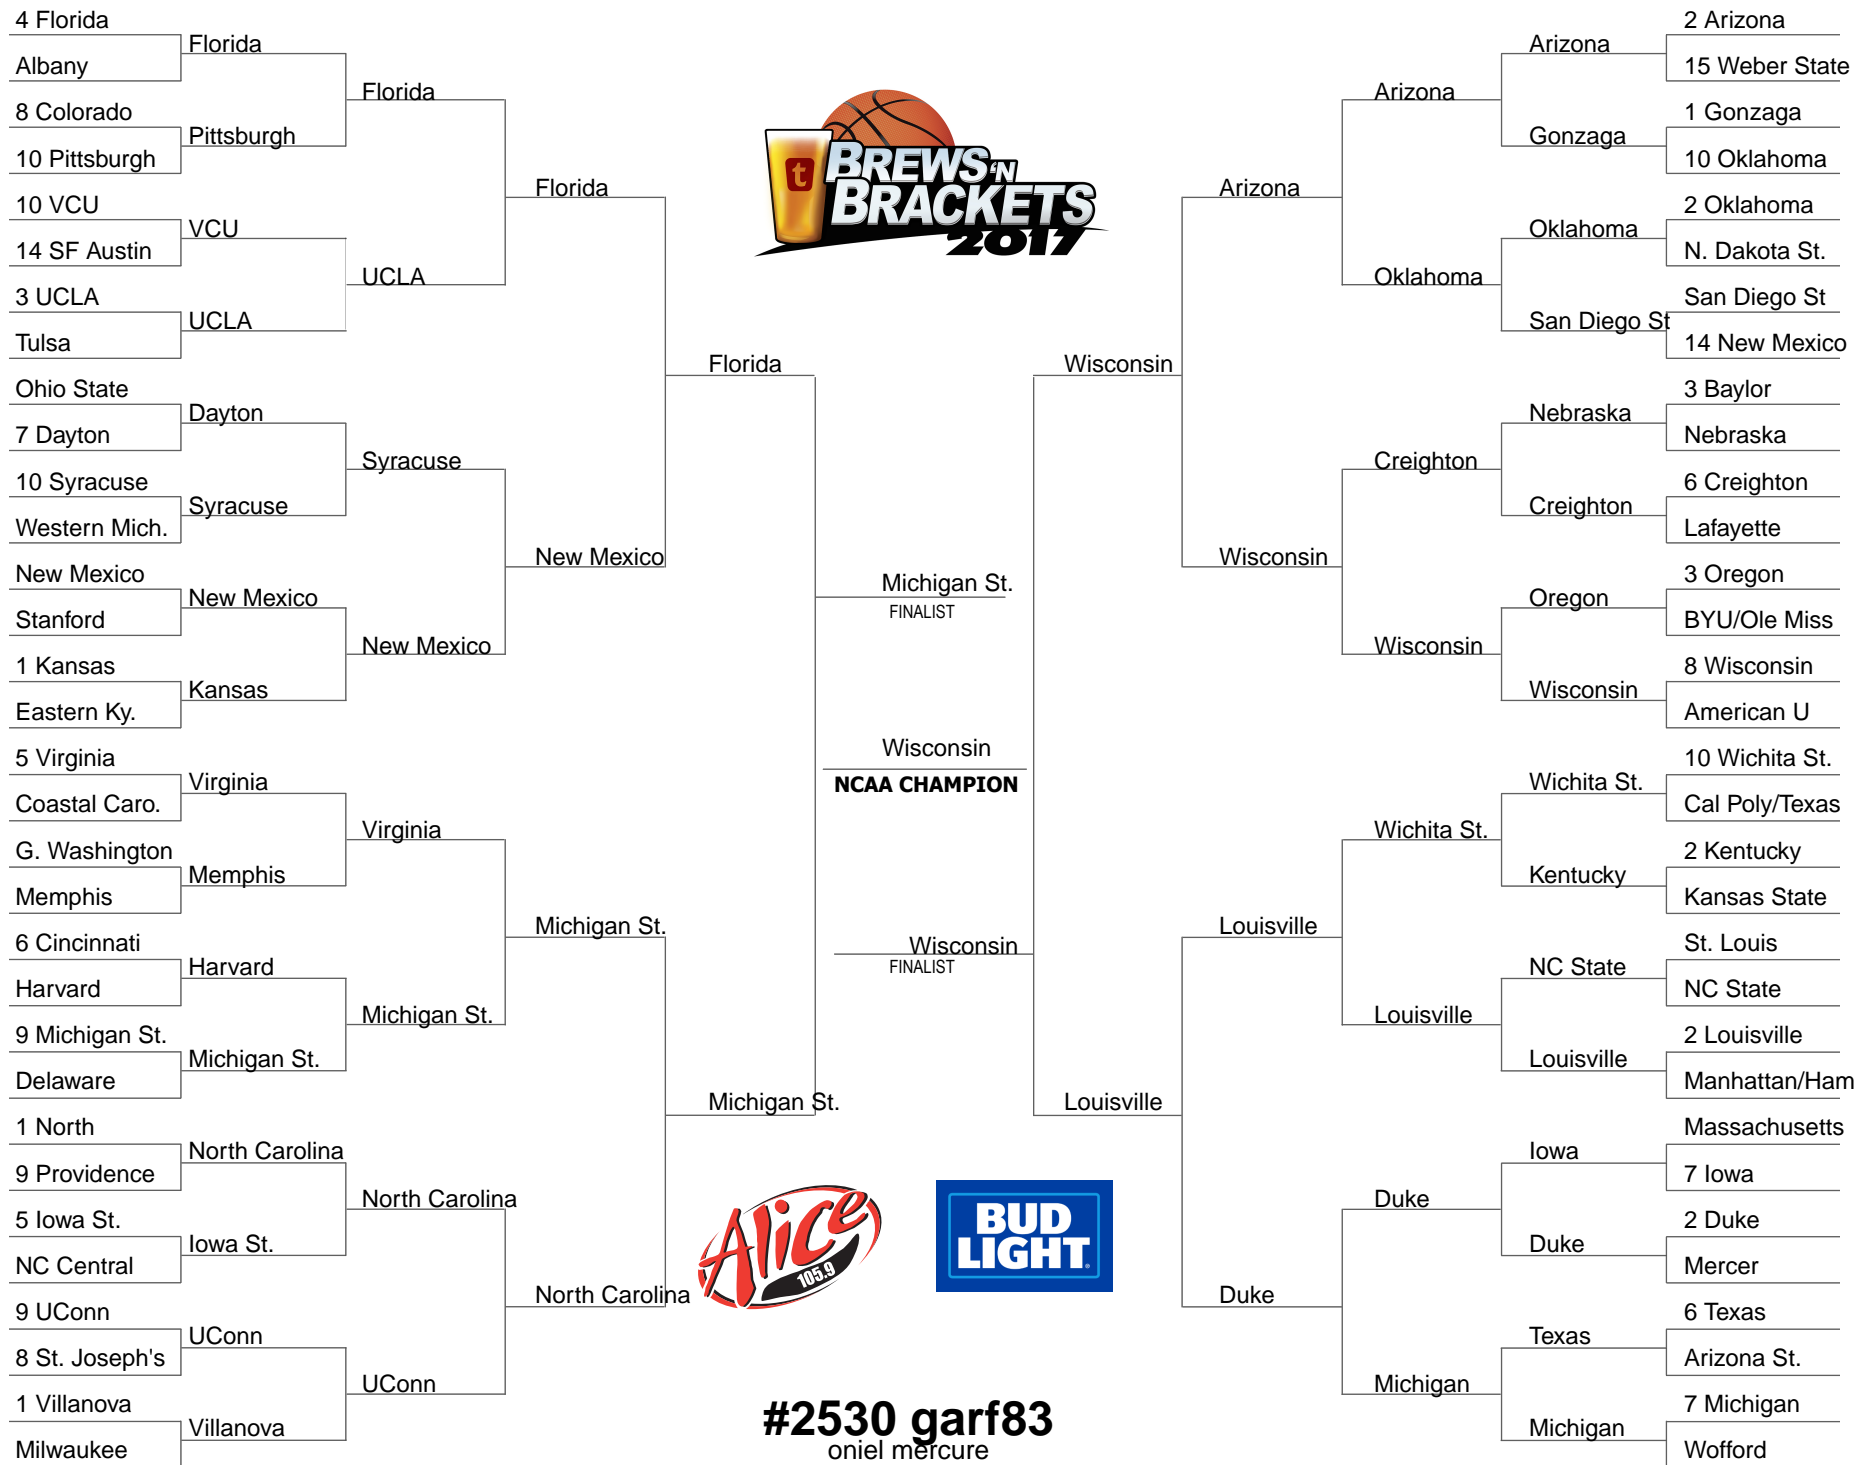 4 Florida
Albany
8 Colorado
10 Pittsburgh
10 VCU
14 SF Austin
3 UCLA
Tulsa
Ohio State
7 Dayton
10 Syracuse
Western Mich.
New Mexico
Stanford
1 Kansas
Eastern Ky.
5 Virginia
Coastal Caro.
G. Washington
Memphis
6 Cincinnati
Harvard
9 Michigan St.
Delaware
1 North
9 Providence
5 Iowa St.
NC Central
9 UConn
8 St. Joseph's
1 Villanova
Milwaukee
Florida
Pittsburgh
VCU
UCLA
Dayton
Syracuse
New Mexico
Kansas
Virginia
Memphis
Harvard
Michigan St.
North Carolina
Iowa St.
UConn
Villanova
Florida
UCLA
Syracuse
New Mexico
Virginia
Michigan St.
North Carolina
UConn
Florida
New Mexico
Michigan St.
North Carolina
Florida
Michigan St.
t
BREWS 'N
BRACKETS
2017
Michigan St.
FINALIST
Wisconsin
NCAA CHAMPION
Wisconsin
FINALIST
Alice
105.9
BUD
LIGHT
#2530 garf83
oniel mercure
Wisconsin
Louisville
Arizona
Wisconsin
Louisville
Duke
Arizona
Oklahoma
Creighton
Wisconsin
Wichita St.
Louisville
Duke
Michigan
Arizona
Gonzaga
Oklahoma
San Diego St
Nebraska
Creighton
Oregon
Wisconsin
Wichita St.
Kentucky
NC State
Louisville
Iowa
Duke
Texas
Michigan
2 Arizona
15 Weber State
1 Gonzaga
10 Oklahoma
2 Oklahoma
N. Dakota St.
San Diego St
14 New Mexico
3 Baylor
Nebraska
6 Creighton
Lafayette
3 Oregon
BYU/Ole Miss
8 Wisconsin
American U
10 Wichita St.
Cal Poly/Texas
2 Kentucky
Kansas State
St. Louis
NC State
2 Louisville
Manhattan/Ham
Massachusetts
7 Iowa
2 Duke
Mercer
6 Texas
Arizona St.
7 Michigan
Wofford